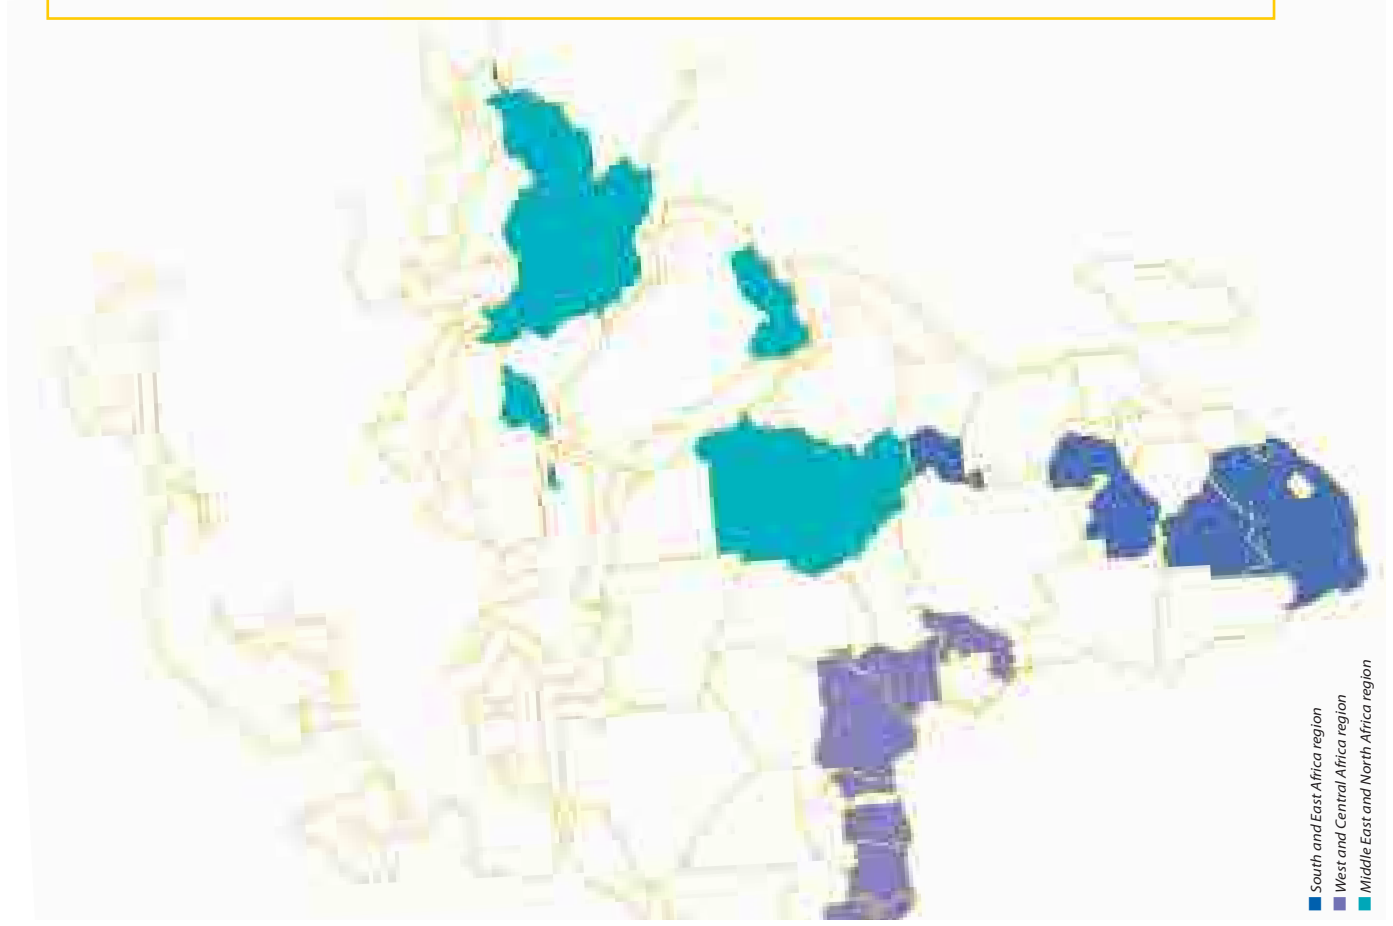 South and East Africa region
West and Central Africa region
Middle East and North Africa region